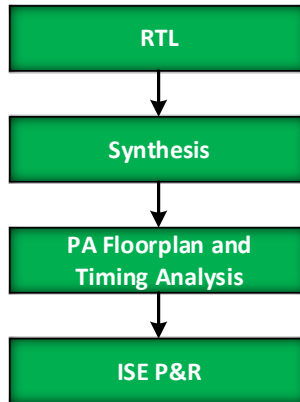 RTL
Synthesis
PA Floorplan and
Timing Analysis
ISE P&R